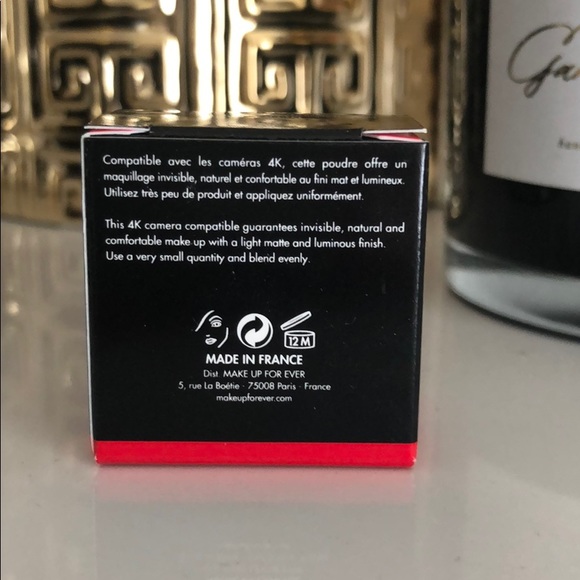 Compatible avec les caméras 4K, cette poudre offre un
maquillage invisible, naturel et confortable au fini mat et lumineux.
Utilisez très peu de produit et appliquez uniformément.
This 4K camera compatible guarantees invisible, natural and
comfortable make up with a light matte and luminous finish.
Use a very small quantity and blend evenly.
12 M
MADE IN FRANCE
Dist. MAKE UP FOR EVER
5, rue La Boétie - 75008 Paris - France
makeupforever.com